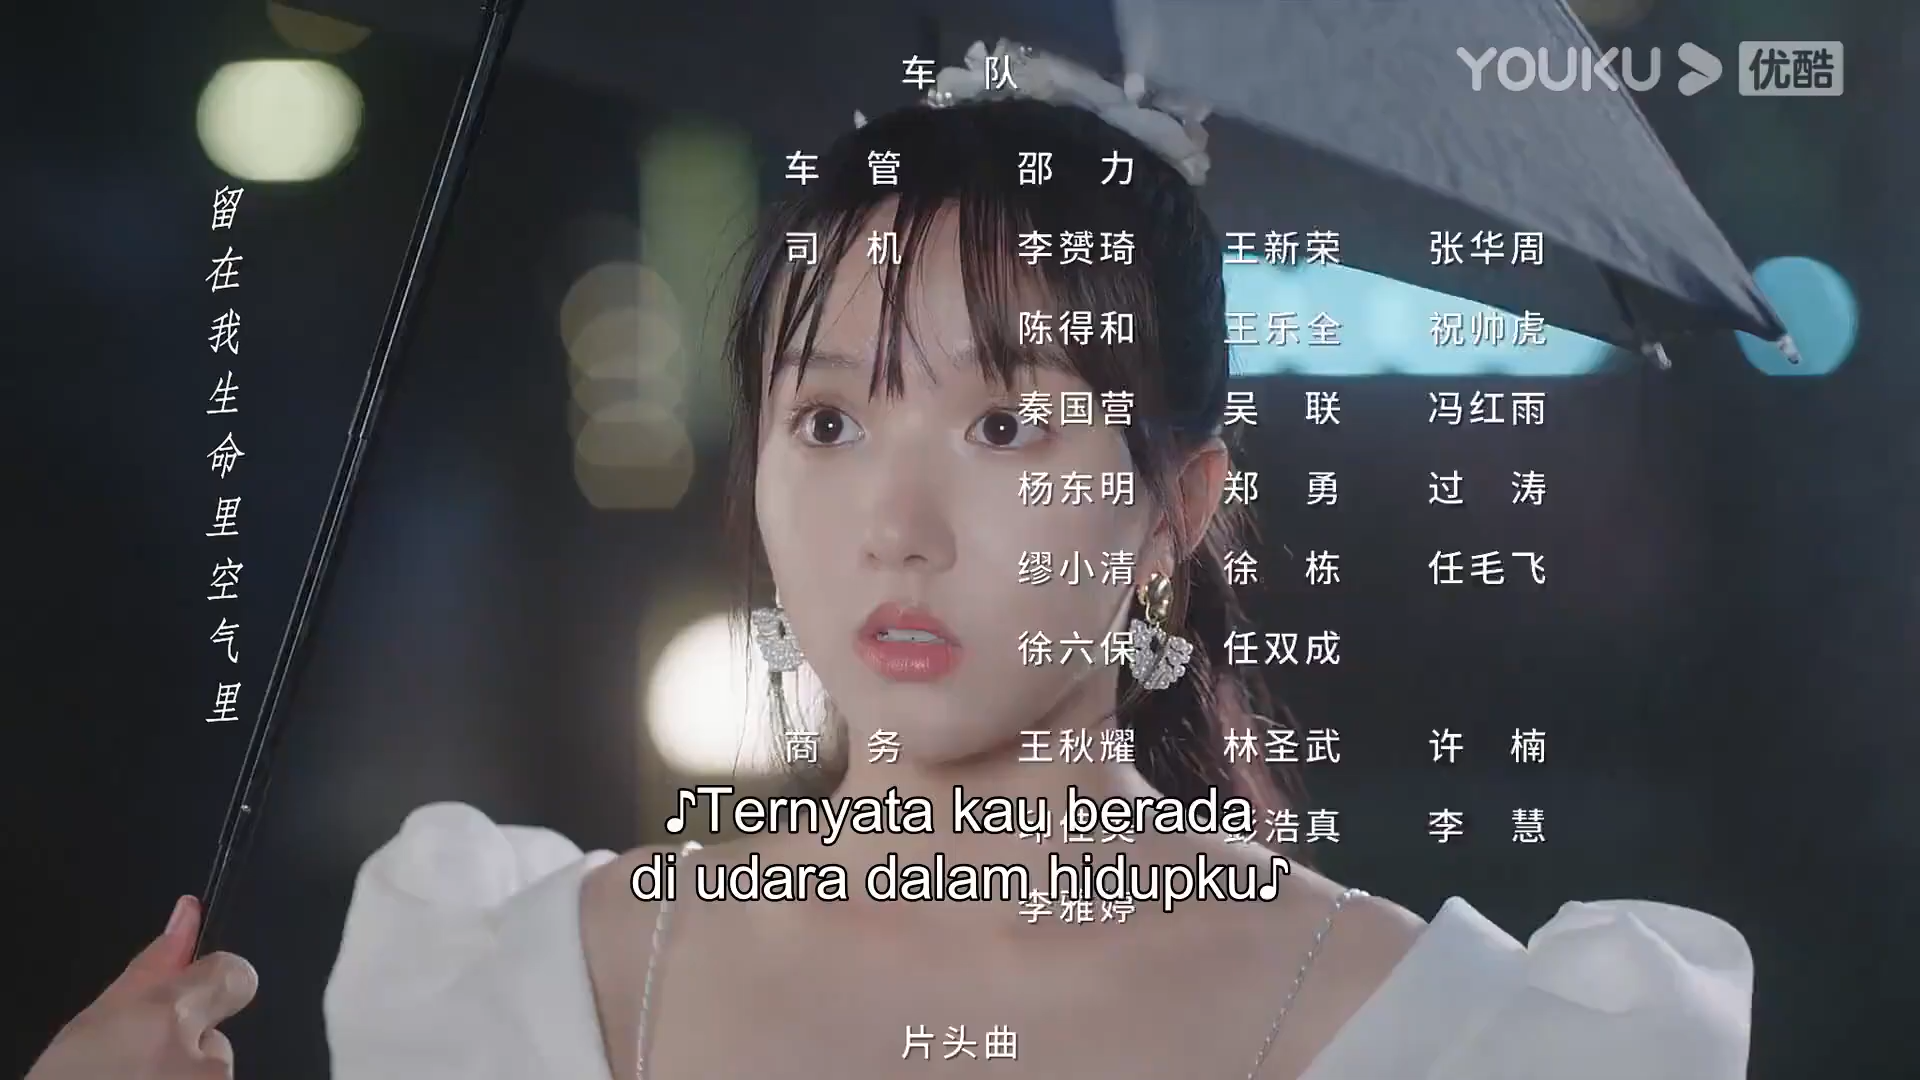 YOUKU 优酷
车 队
车 管 邵 力
司 机 李赟琦 王新荣 张华周
陈得和 王乐全 祝帅虎
秦国营 吴 联 冯红雨
杨东明 郑 勇 过 涛
缪小清 徐 栋 任毛飞
徐六保 任双成
商 务 王秋耀 林圣武 许 楠
彭浩真 李 慧
李雅婷
片头曲
留在我生命里空气里
♪Ternyata kau berada
di udara dalam hidupku♪